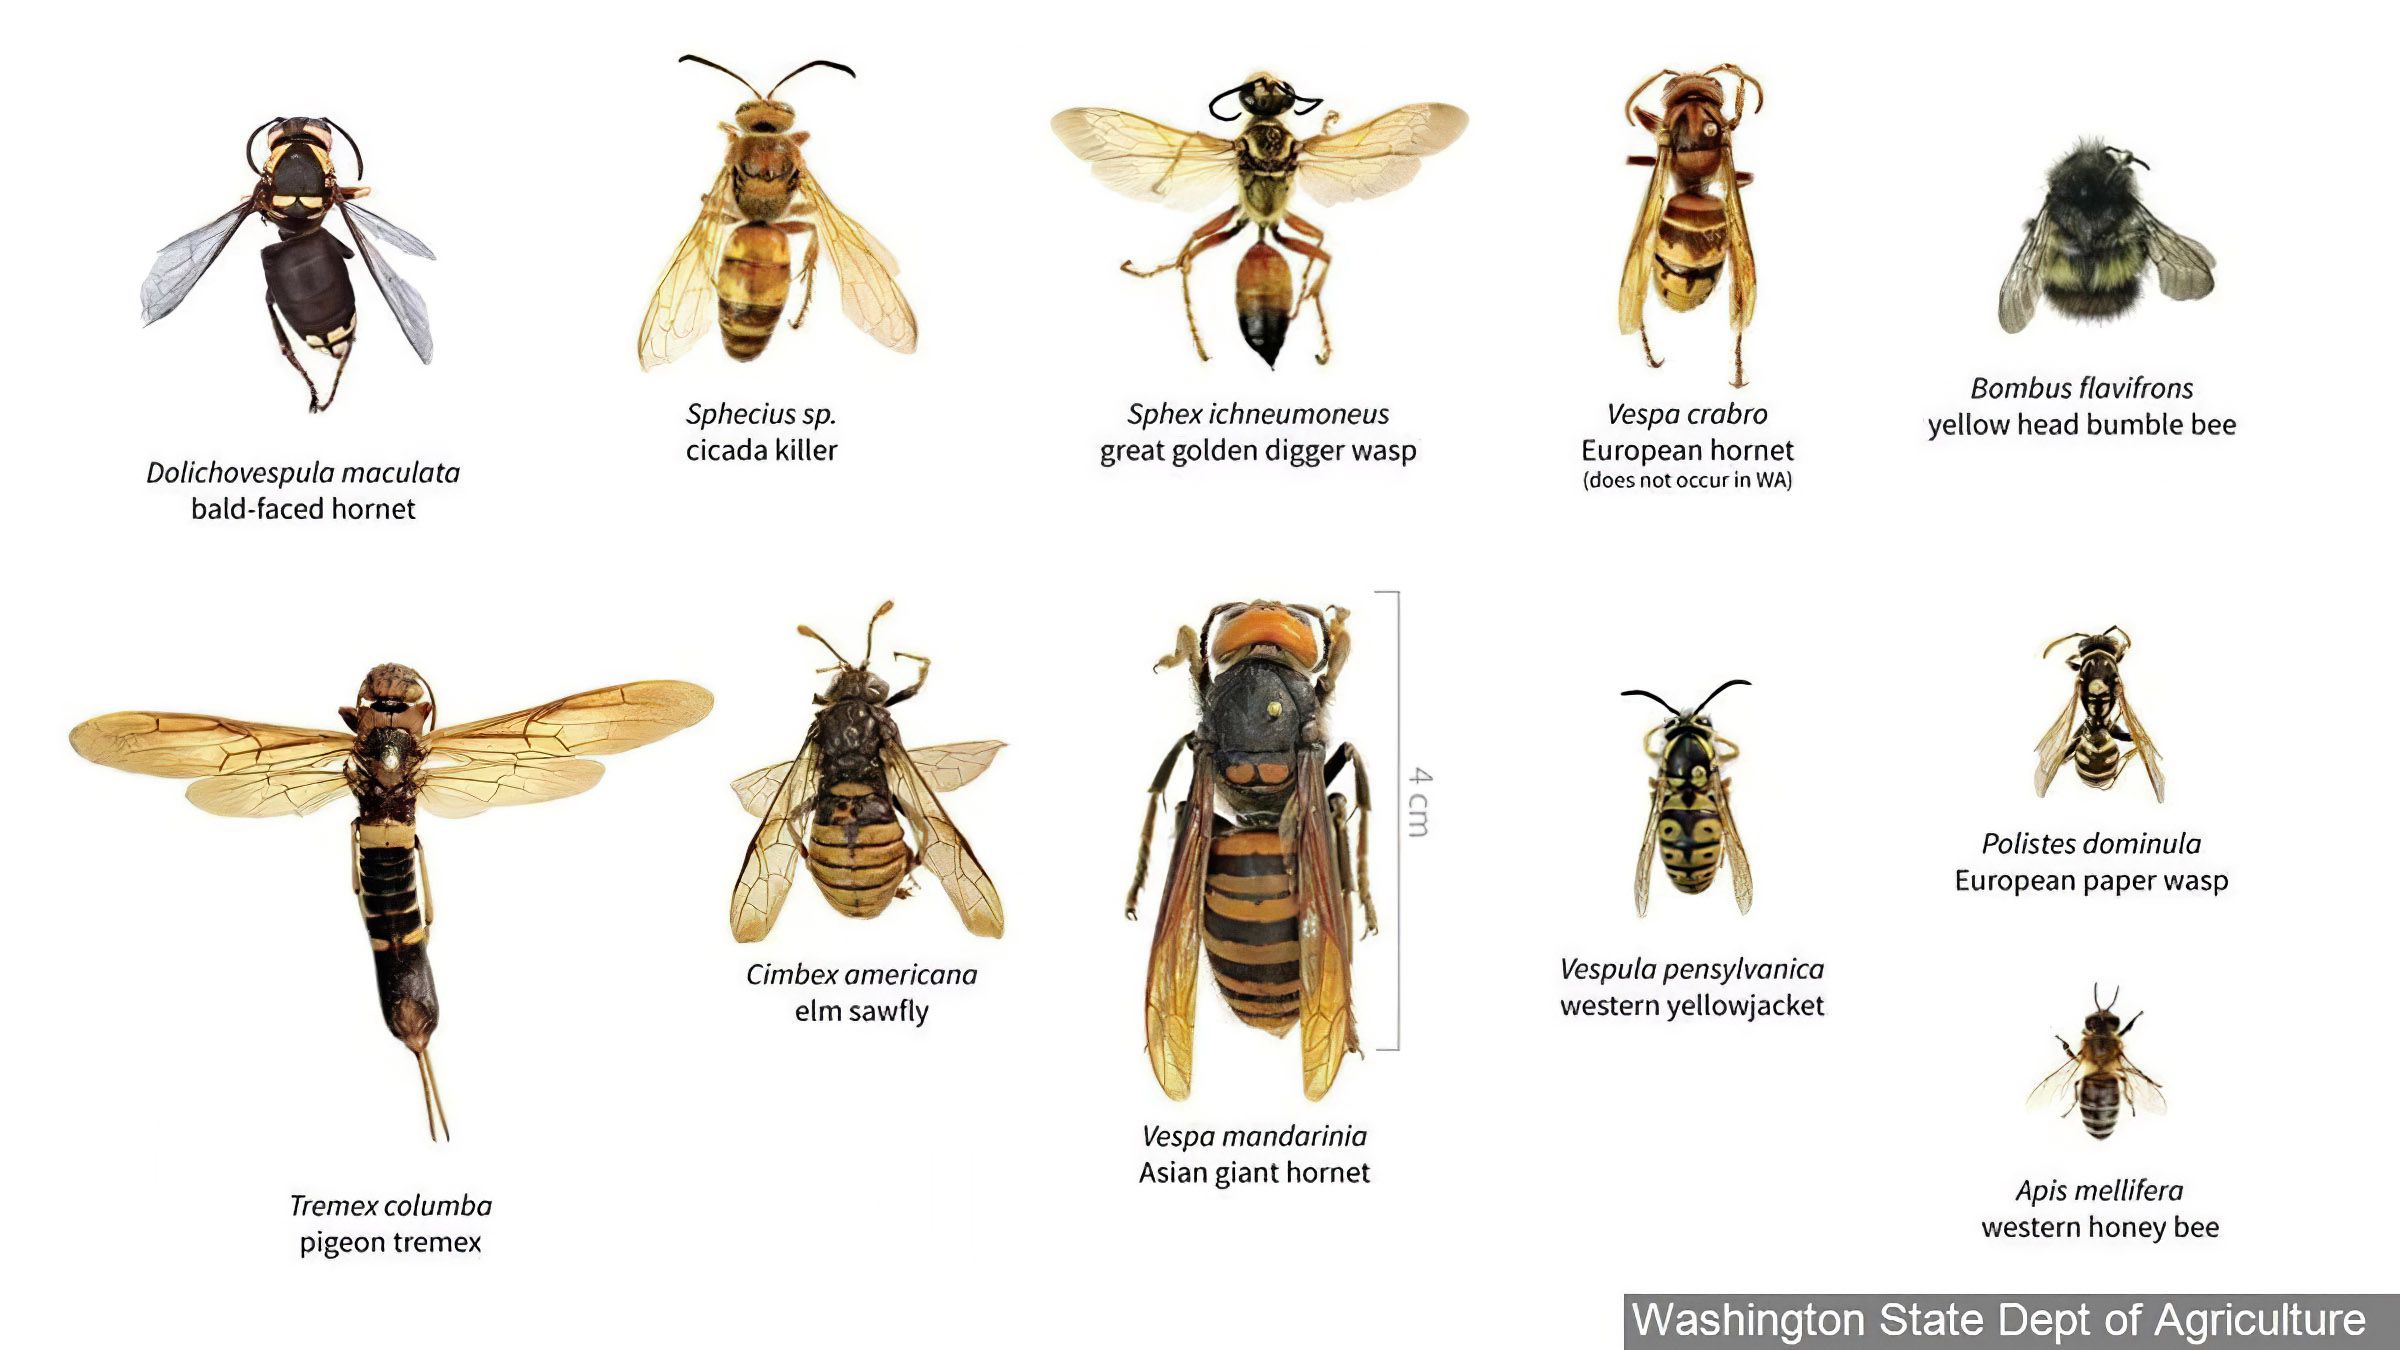 Dolichovespula maculata
bald-faced hornet
Sphecius sp.
cicada killer
Sphex ichneumoneus
great golden digger wasp
Vespa crabro
European hornet
(does not occur in WA)
Bombus flavifrons
yellow head bumble bee
Tremex columba
pigeon tremex
Cimbex americana
elm sawfly
4 cm
Vespa mandarinia
Asian giant hornet
Vespula pensylvanica
western yellowjacket
Polistes dominula
European paper wasp
Apis mellifera
western honey bee
Washington State Dept of Agriculture